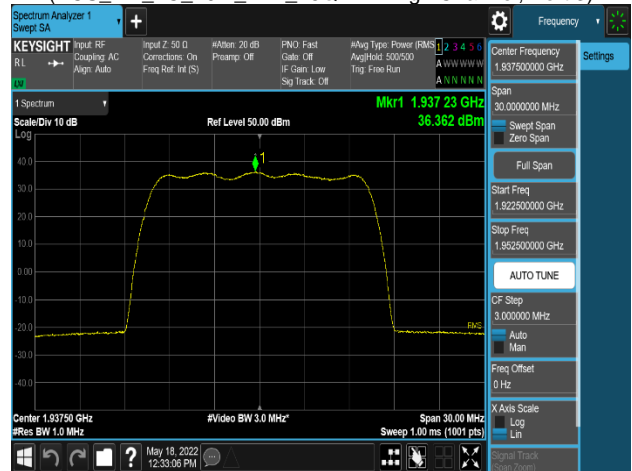 Spectrum Analyzer 1
Swept SA
Frequency
KEYSIGHT
RL
Input: RF
Coupling: AC
Align: Auto
Input Z: 50 Ω
Corrections: On
Freq Ref: Int (S)
#Atten: 20 dB
Preamp: Off
PNO: Fast
Gate: Off
IF Gain: Low
Sig Track: Off
#Avg Type: Power (RMS
Avg|Hold: 500/500
Trig: Free Run
1 2 3 4 5 6
A W W W W W
A N N N N N
LW
1 Spectrum
Scale/Div 10 dB
Log
Ref Level 50.00 dBm
Mkr1 1.937 23 GHz
36.362 dBm
1
40.0
30.0
20.0
10.0
0.00
-10.0
-20.0
-30.0
-40.0
RMS
Center 1.93750 GHz
#Res BW 1.0 MHz
#Video BW 3.0 MHz*
Span 30.00 MHz
Sweep 1.00 ms (1001 pts)
May 18, 2022
12:33:06 PM
Settings
Center Frequency
1.937500000 GHz
Span
30.0000000 MHz
Swept Span
Zero Span
Full Span
Start Freq
1.922500000 GHz
Stop Freq
1.952500000 GHz
AUTO TUNE
CF Step
3.000000 MHz
Auto
Man
Freq Offset
0 Hz
X Axis Scale
Log
Lin
Signal Track
(Span Zoom)